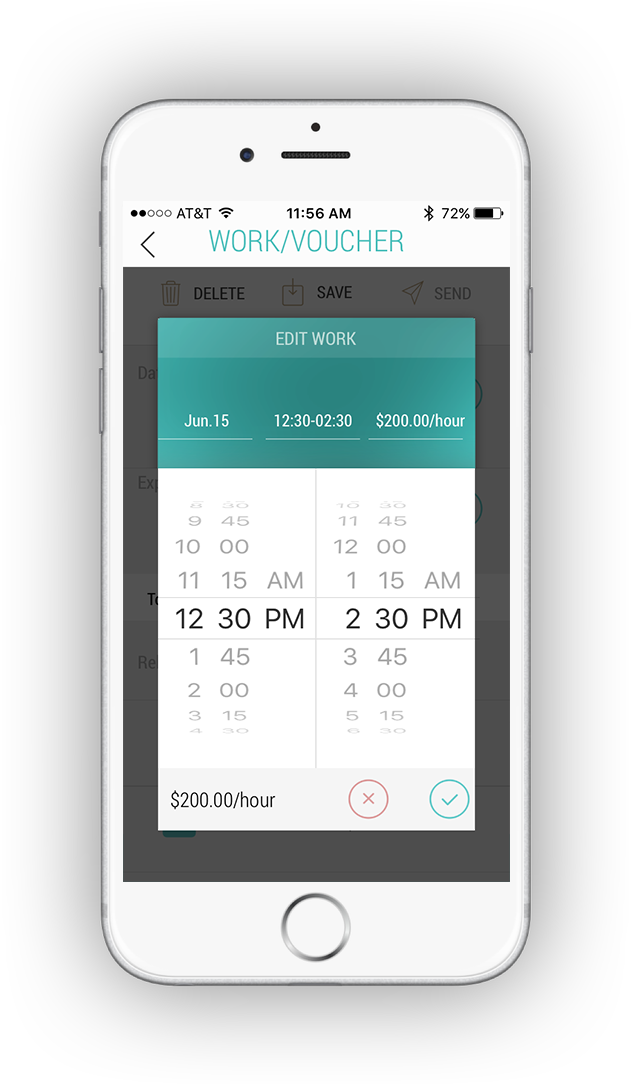 AT&T 11:56 AM 72%
WORK/VOUCHER
DELETE SAVE SEND
EDIT WORK
Jun.15 12:30-02:30 $200.00/hour
8 30 10 30
9 45 11 45
10 00 12 00
11 15 AM 1 15 AM
12 30 PM 2 30 PM
1 45 3 45
2 00 4 00
3 15 5 15
4 30 6 30
$200.00/hour